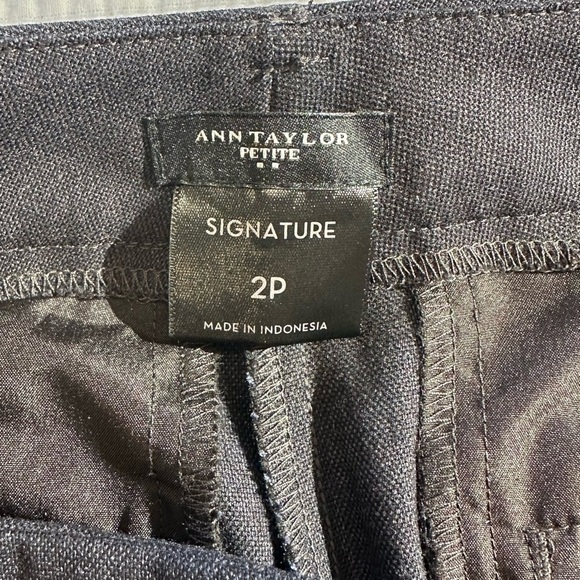 ANN TAYLOR
PETITE
SIGNATURE
2P
MADE IN INDONESIA